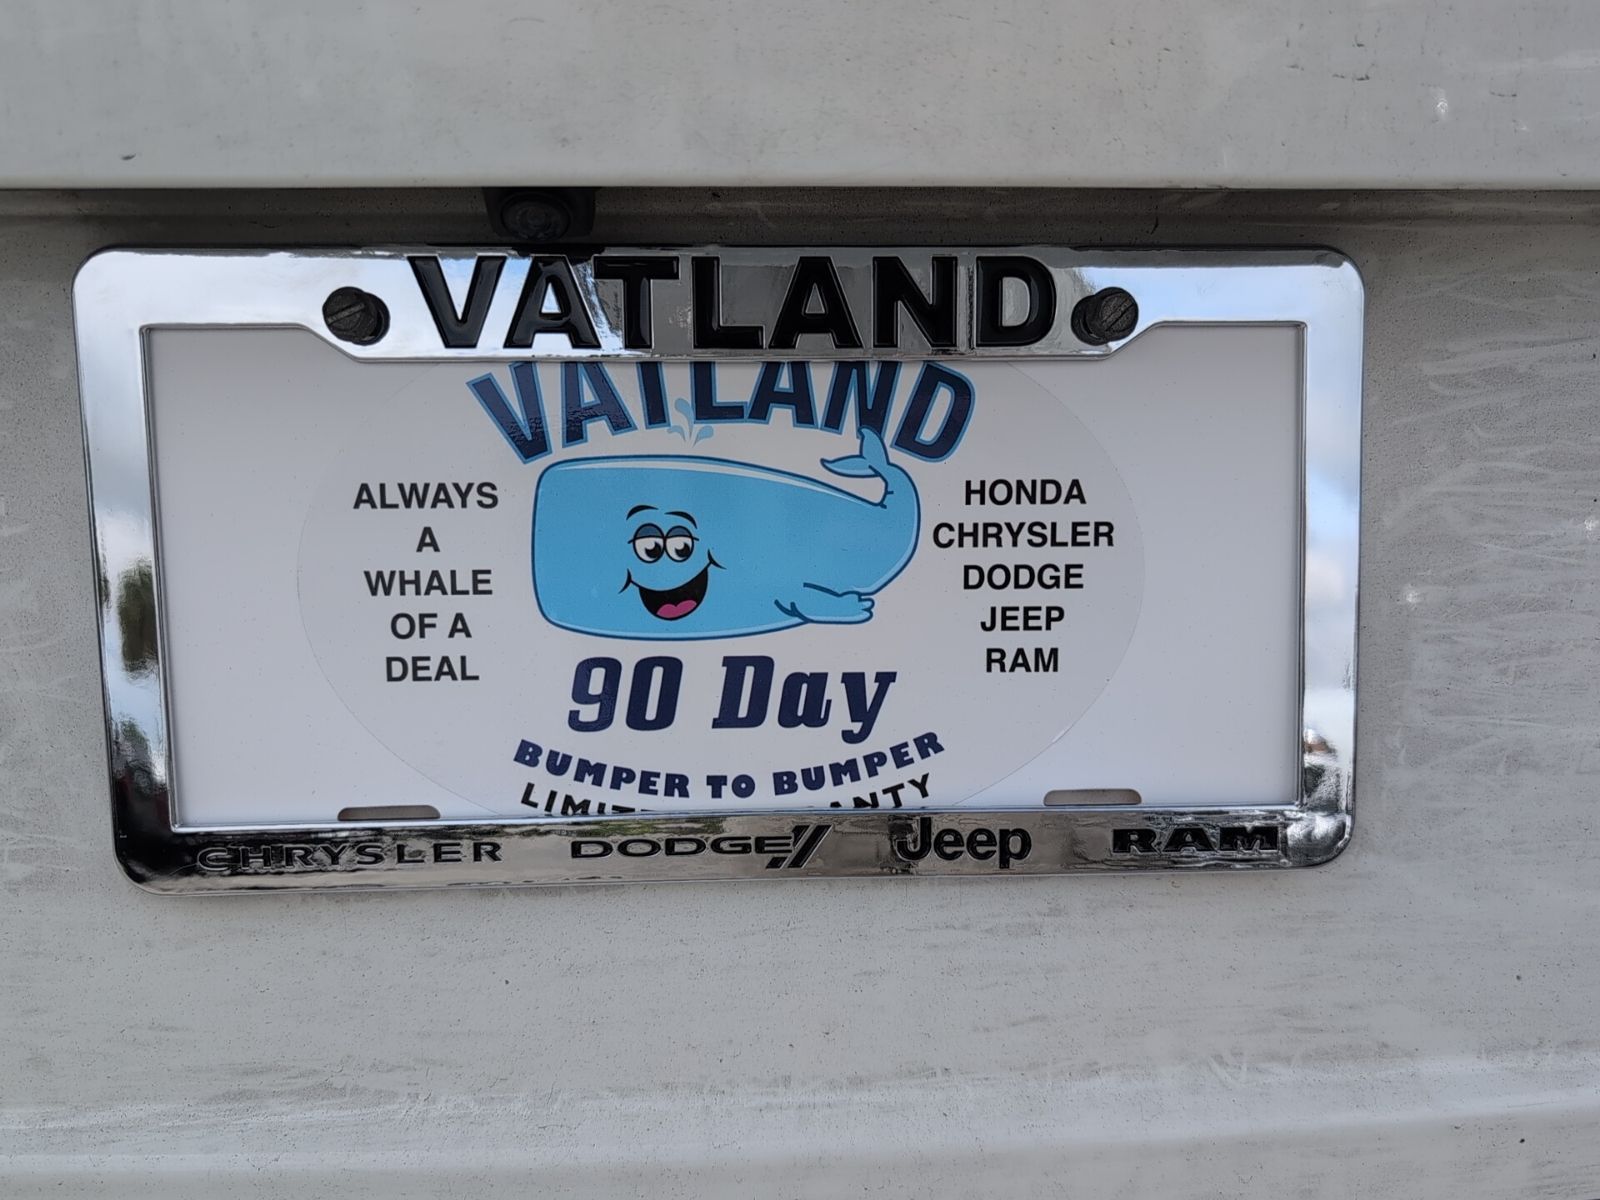 VATLAND
VATLAND
ALWAYS
A
WHALE
OF A
DEAL
HONDA
CHRYSLER
DODGE
JEEP
RAM
90 Day
BUMPER TO BUMPER
CHRYSLER DODGE Jeep RAM